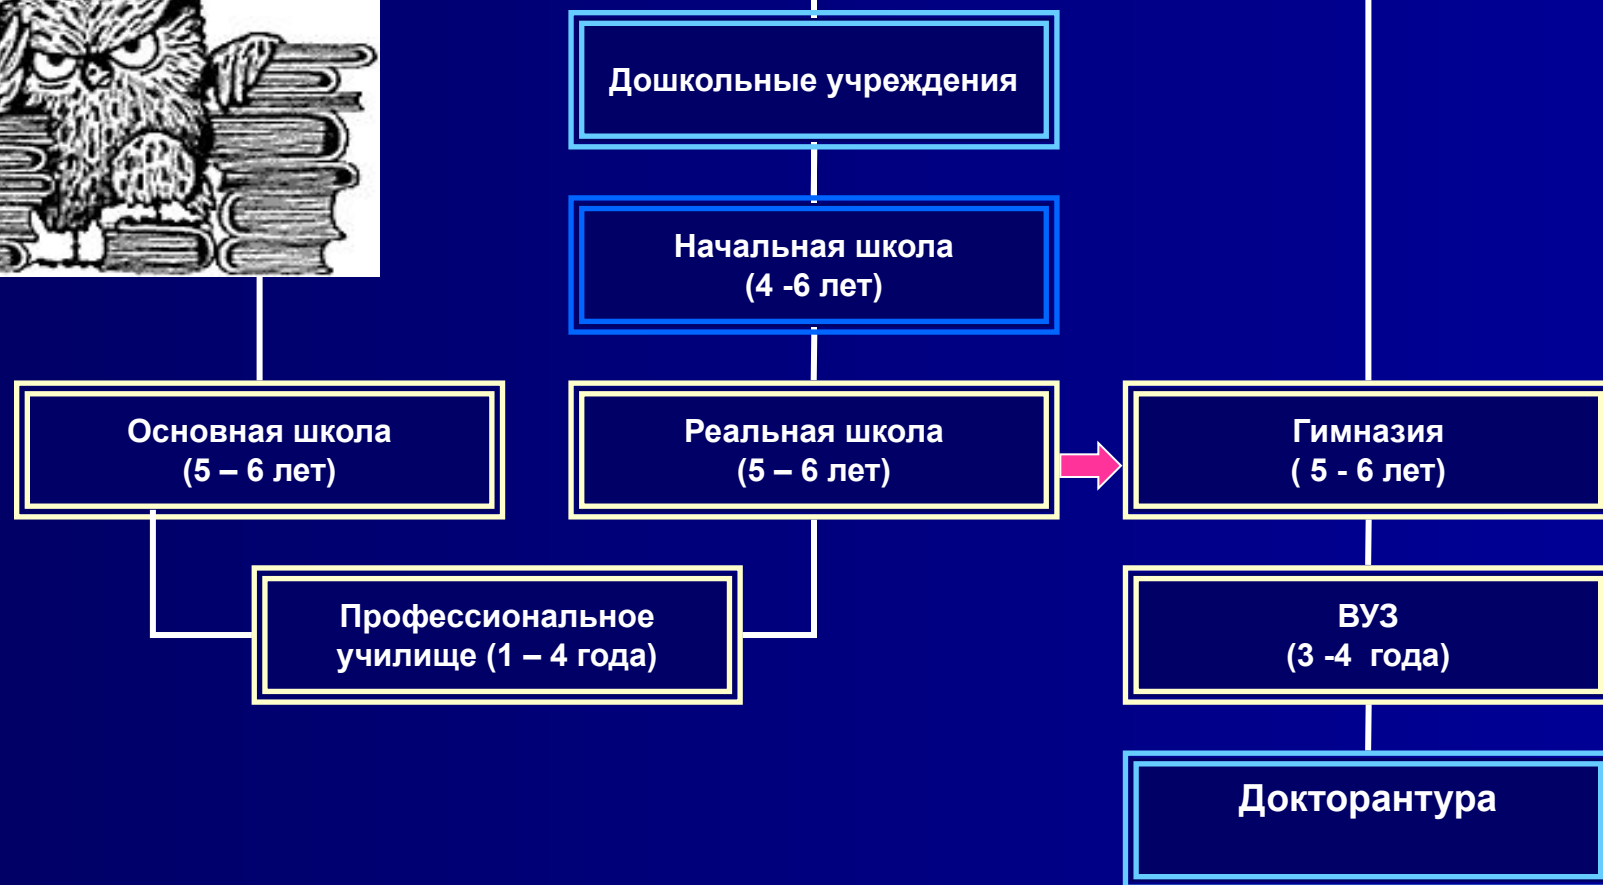 Дошкольные учреждения
Начальная школа
(4 -6 лет)
Основная школа
(5 – 6 лет)
Реальная школа
(5 – 6 лет)
Гимназия
( 5 - 6 лет)
Профессиональное
училище (1 – 4 года)
ВУЗ
(3 -4 года)
Докторантура